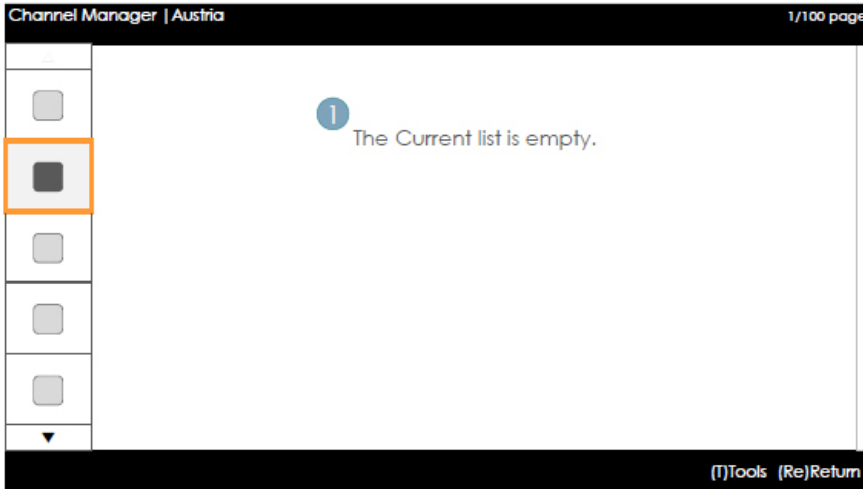 Channel Manager |Austria
1/100 page
1
The Current list is empty.
(T)Tools (Re)Return